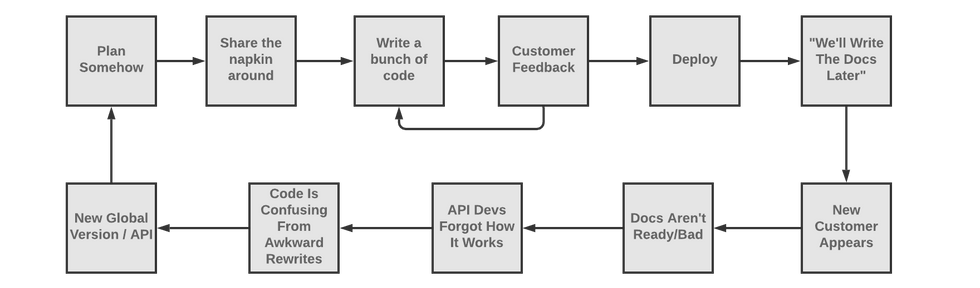 Plan
Somehow
Share the
napkin
around
Write a
bunch of
code
Customer
Feedback
Deploy
"We'll Write
The Docs
Later"
New Global
Version / API
Code Is
Confusing
From
Awkward
Rewrites
API Devs
Forgot How
It Works
Docs Aren't
Ready/Bad
New
Customer
Appears